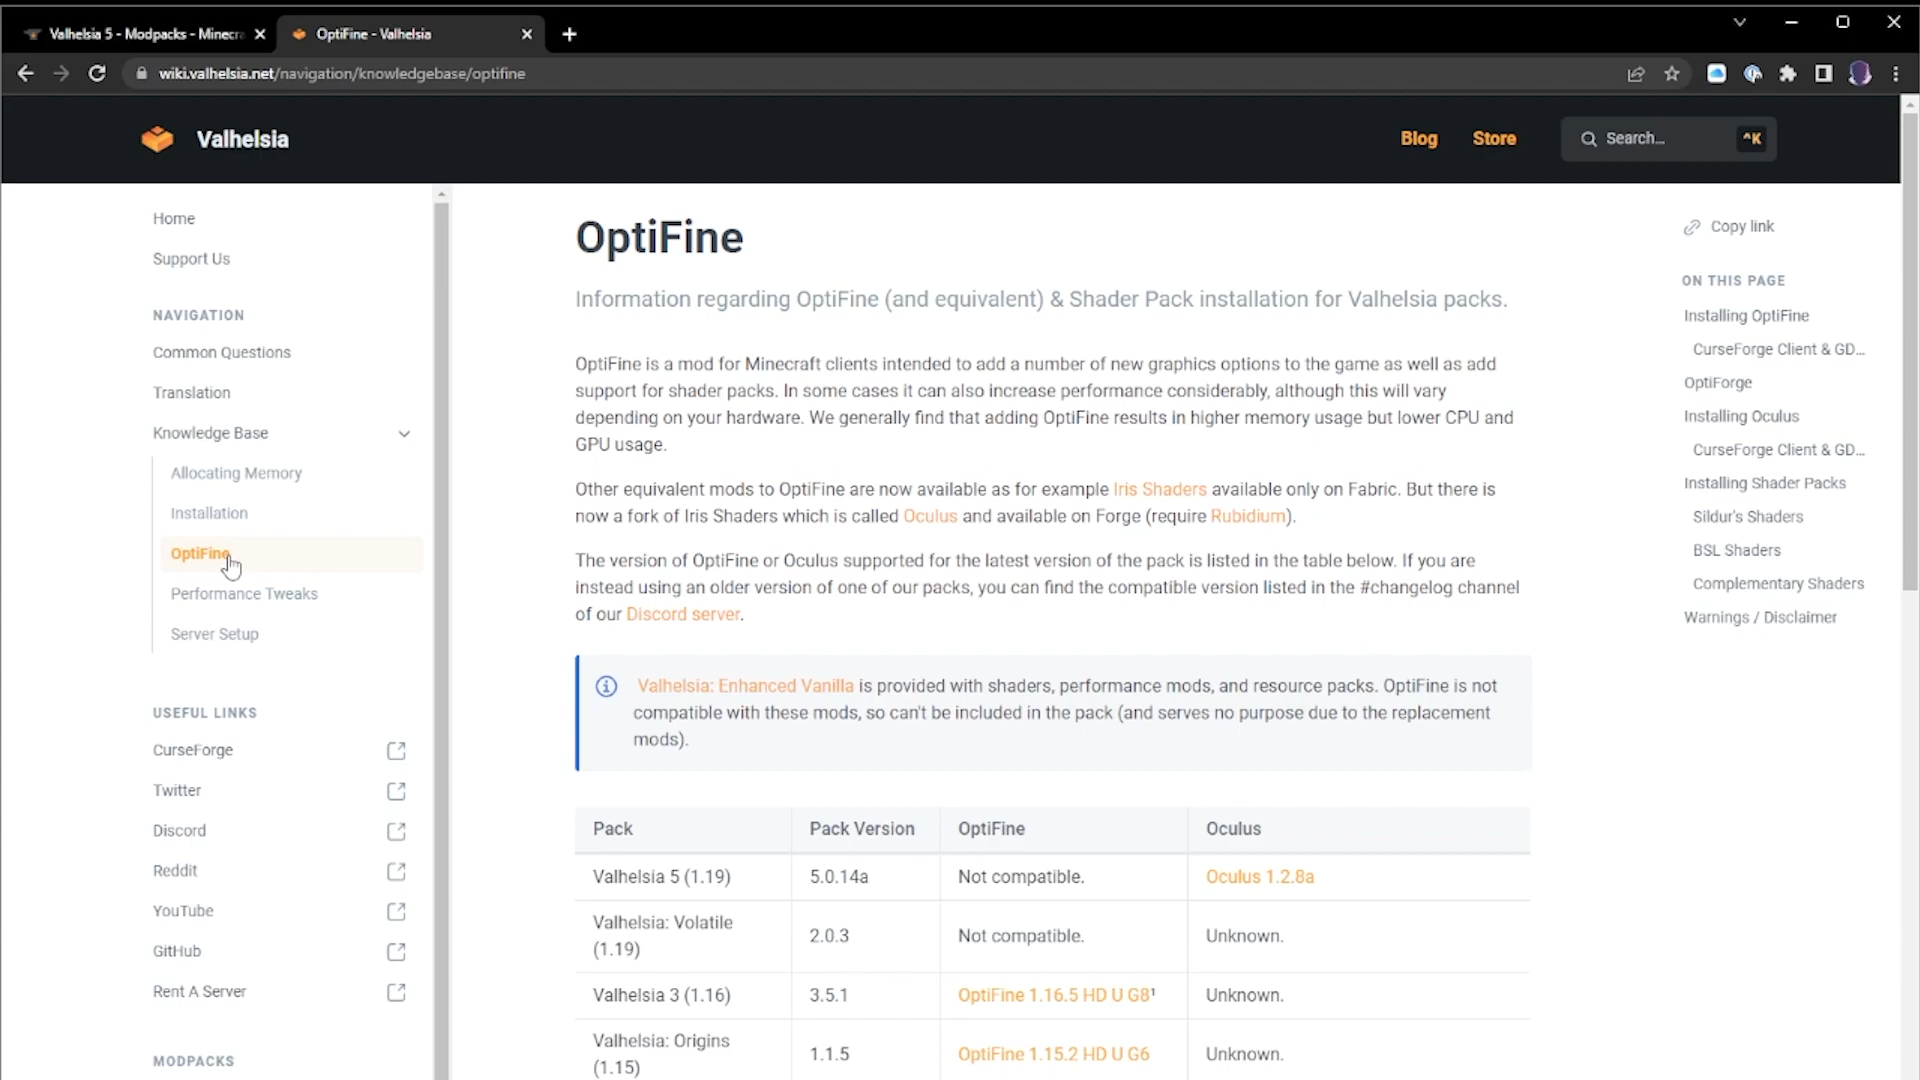 Valhelsia 5 - Modpacks - Minecra
OptiFine - Valhelsia
wiki.valhelsia.net/navigation/knowledgebase/optifine
Valhelsia
Blog
Store
Search...
^K
Home
Support Us
NAVIGATION
Common Questions
Translation
Knowledge Base
Allocating Memory
Installation
OptiFine
Performance Tweaks
Server Setup
USEFUL LINKS
CurseForge
Twitter
Discord
Reddit
YouTube
GitHub
Rent A Server
MODPACKS
OptiFine
Information regarding OptiFine (and equivalent) & Shader Pack installation for Valhelsia packs.
OptiFine is a mod for Minecraft clients intended to add a number of new graphics options to the game as well as add
support for shader packs. In some cases it can also increase performance considerably, although this will vary
depending on your hardware. We generally find that adding OptiFine results in higher memory usage but lower CPU and
GPU usage.
Other equivalent mods to OptiFine are now available as for example Iris Shaders available only on Fabric. But there is
now a fork of Iris Shaders which is called Oculus and available on Forge (require Rubidium).
The version of OptiFine or Oculus supported for the latest version of the pack is listed in the table below. If you are
instead using an older version of one of our packs, you can find the compatible version listed in the #changelog channel
of our Discord server.
Valhelsia: Enhanced Vanilla is provided with shaders, performance mods, and resource packs. OptiFine is not
compatible with these mods, so can't be included in the pack (and serves no purpose due to the replacement
mods).
Pack Pack Version OptiFine Oculus
Valhelsia 5 (1.19) 5.0.14a Not compatible. Oculus 1.2.8a
Valhelsia: Volatile
(1.19) 2.0.3 Not compatible. Unknown.
Valhelsia 3 (1.16) 3.5.1 OptiFine 1.16.5 HD U G8¹ Unknown.
Valhelsia: Origins
(1.15) 1.1.5 OptiFine 1.15.2 HD U G6 Unknown.
Copy link
ON THIS PAGE
Installing OptiFine
CurseForge Client & GD...
OptiForge
Installing Oculus
CurseForge Client & GD...
Installing Shader Packs
Sildur's Shaders
BSL Shaders
Complementary Shaders
Warnings / Disclaimer